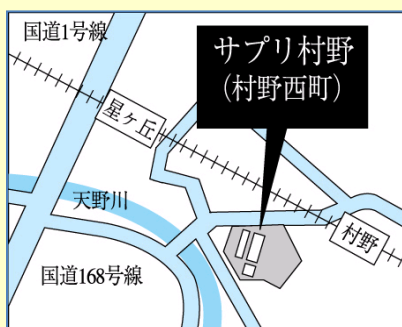 国道1号線
サプリ村野
(村野西町)
星ヶ丘
天野川
村野
国道168号線